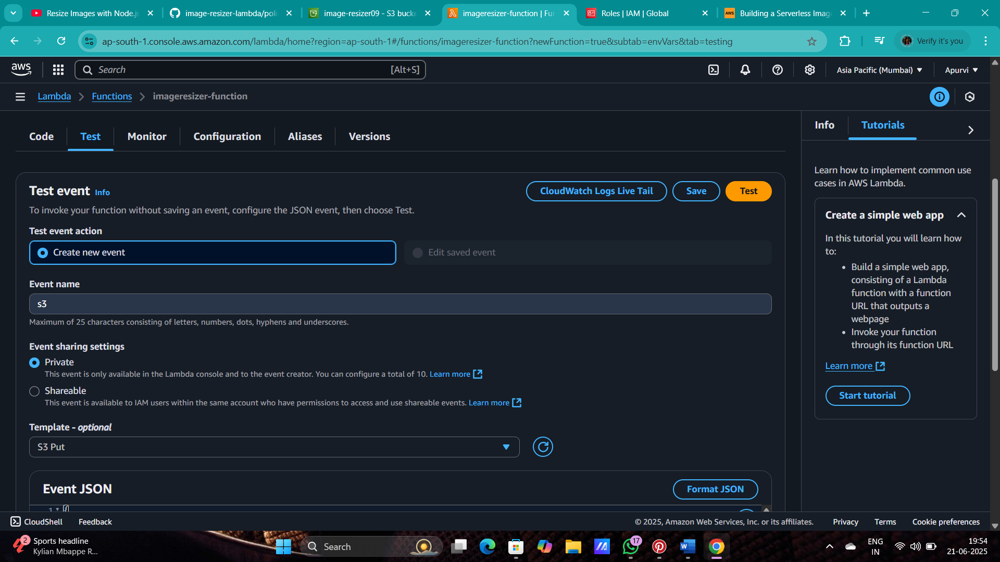 Resize Images with Node.js
image-resizer-lambda/poli
image-resizer09 - S3 bucke
imageresizer-function | Fun
Roles | IAM | Global
aws
Building a Serverless Imag
ap-south-1.console.aws.amazon.com/lambda/home?region=ap-south-1#/functions/imageresizer-function?newFunction=true&subtab=envVars&tab=testing
Verify it's you
aws
Search
[Alt+S]
Asia Pacific (Mumbai)
Apurvi
Lambda
Functions
imageresizer-function
Code
Test
Monitor
Configuration
Aliases
Versions
Info
Tutorials
Test event Info
CloudWatch Logs Live Tail
Save
Test
To invoke your function without saving an event, configure the JSON event, then choose Test.
Test event action
Create new event
Edit saved event
Event name
s3
Maximum of 25 characters consisting of letters, numbers, dots, hyphens and underscores.
Event sharing settings
Private
This event is only available in the Lambda console and to the event creator. You can configure a total of 10. Learn more
Shareable
This event is available to IAM users within the same account who have permissions to access and use shareable events. Learn more
Template - optional
S3 Put
Event JSON
Format JSON
1 {
Learn how to implement common use
cases in AWS Lambda.
Create a simple web app
In this tutorial you will learn how
to:
• Build a simple web app,
consisting of a Lambda
function with a function
URL that outputs a
webpage
• Invoke your function
through its function URL
Learn more
Start tutorial
CloudShell
Feedback
© 2025, Amazon Web Services, Inc. or its affiliates.
Privacy
Terms
Cookie preferences
2
Sports headline
Kylian Mbappe R...
Search
17
W
ENG
IN
19:54
21-06-2025